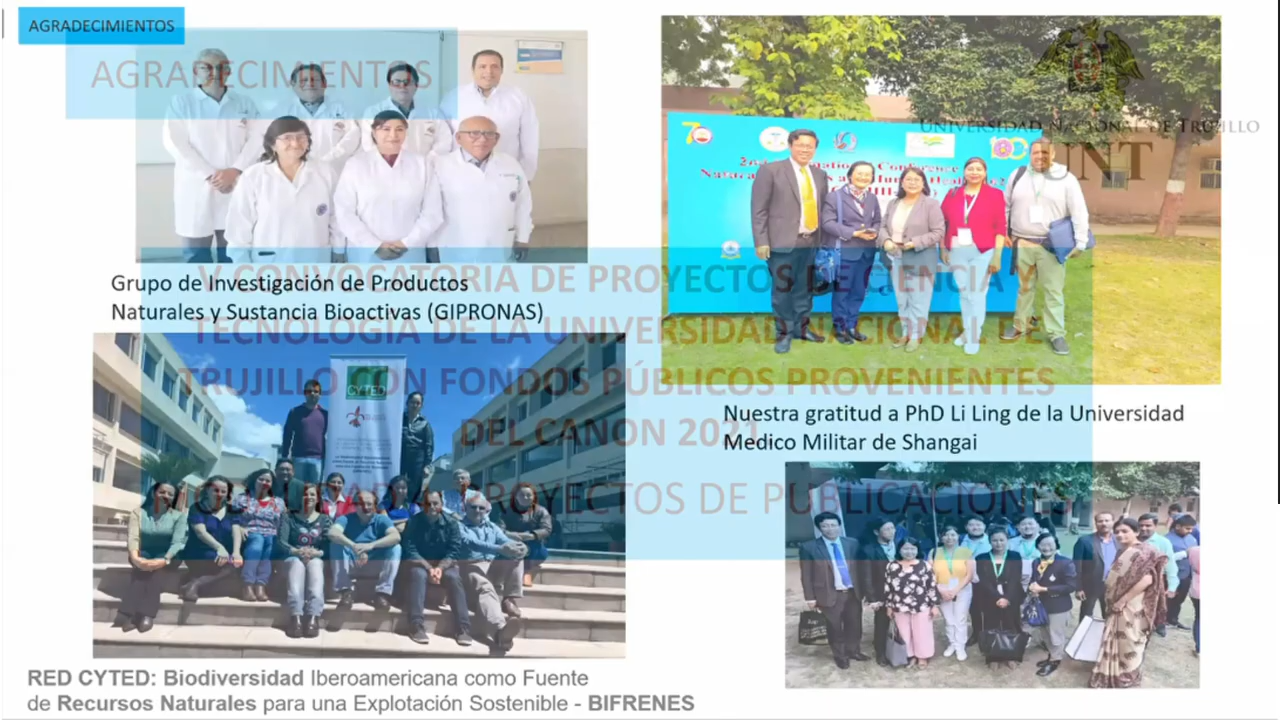 AGRADECIMIENTOS
AGRADECIMIENTOS
UNIVERSIDAD NACIONAL DE TRUJILLO
UNT
Grupo de Investigación de Productos
Naturales y Sustancia Bioactivas (GIPRONAS)
V CONVOCATORIA DE PROYECTOS DE CIENCIA Y
TECNOLOGÍA DE LA UNIVERSIDAD NACIONAL DE
TRUJILLO CON FONDOS PÚBLICOS PROVENIENTES
DEL CANON 2021
MODALIDAD PROYECTOS DE PUBLICACIONES
CYTED
Nuestra gratitud a PhD Li Ling de la Universidad
Medico Militar de Shangai
RED CYTED: Biodiversidad Iberoamericana como Fuente
de Recursos Naturales para una Explotación Sostenible - BIFRENES